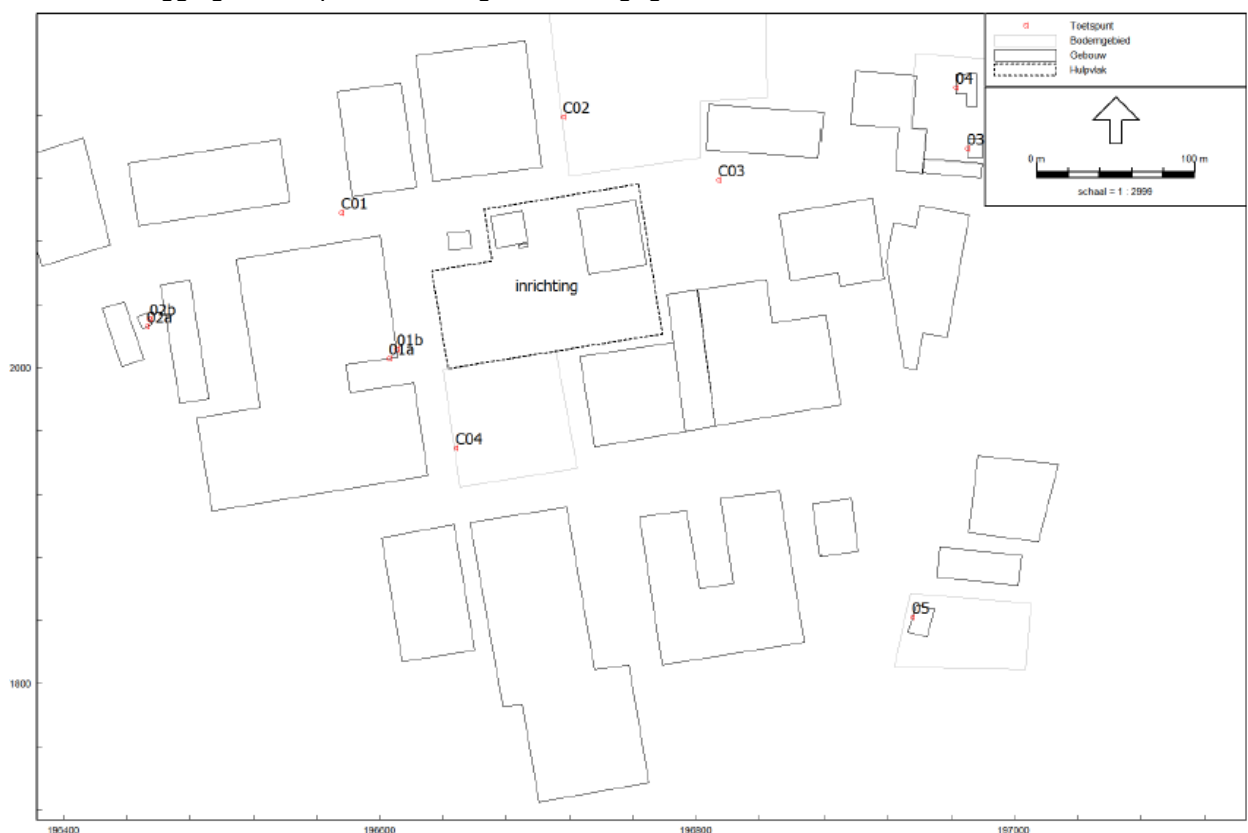 Toetspunt
Bodemgebied
Gebouw
Hulpvlak
0 m
100 m
schaal = 1 : 2999
04
03
C02
C03
C01
inrichting
02b
02a
01b
01a
2000
C04
05
1800
196600
196800
197000